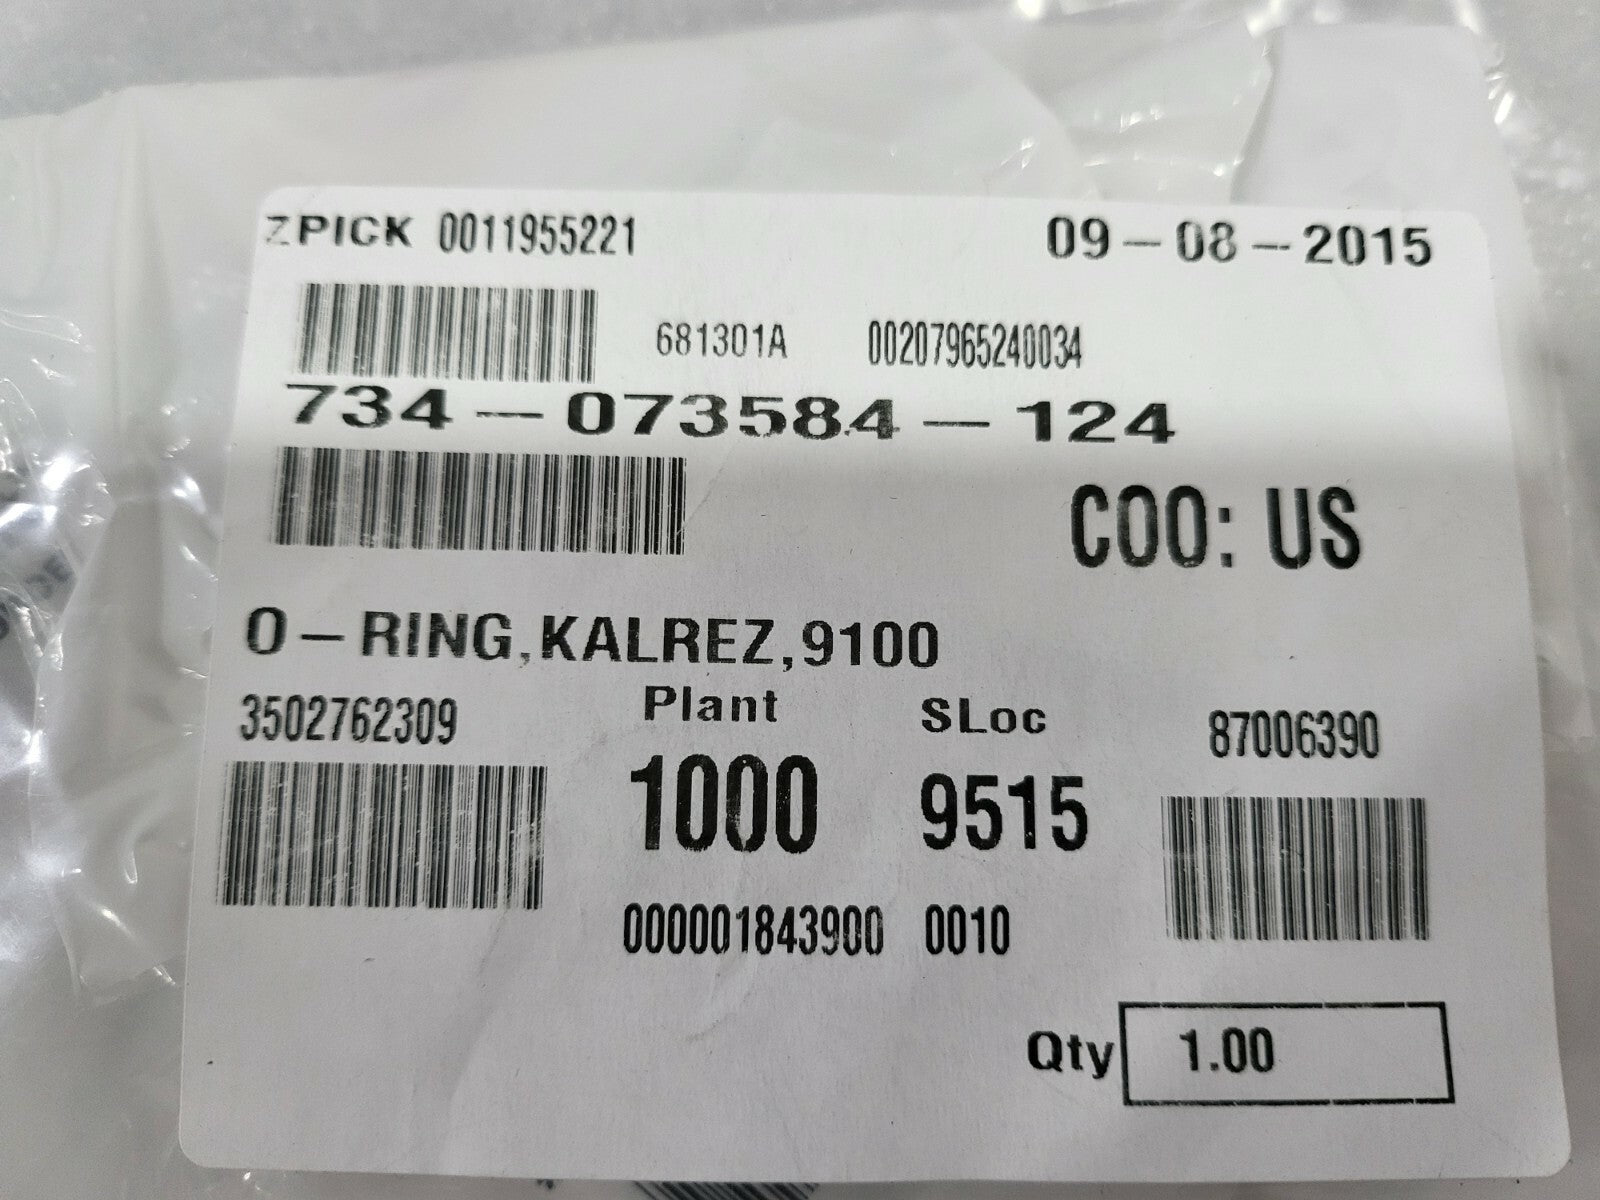 ZPICK 0011955221 09-08-2015
681301A 00207965240034
734-073584-124
COO: US
O-RING,KALREZ,9100
3502762309 Plant SLoc 87006390
1000 9515
000001843900 0010
Qty 1.00